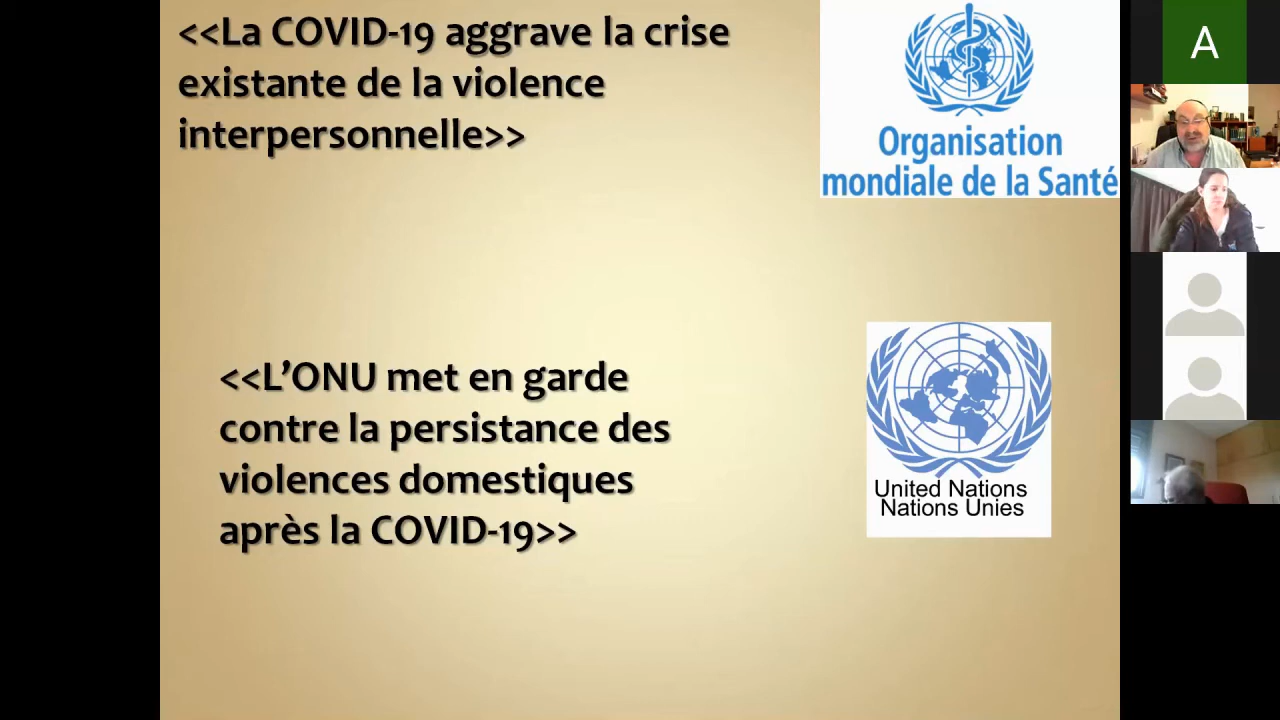 <<La COVID-19 aggrave la crise
existante de la violence
interpersonnelle>>
Organisation
mondiale de la Santé
<<L’ONU met en garde
contre la persistance des
violences domestiques
après la COVID-19>>
United Nations
Nations Unies
A